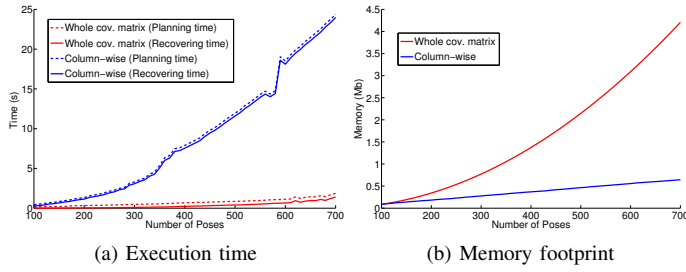 25
20
15
10
5
0
Time (s)
100 200 300 400 500 600 700
Number of Poses
Whole cov. matrix (Planning time)
Whole cov. matrix (Recovering time)
Column−wise (Planning time)
Column−wise (Recovering time)
(a) Execution time
4.5
4
3.5
3
2.5
2
1.5
1
0.5
0
Memory (Mb)
100 200 300 400 500 600 700
Number of Poses
Whole cov. matrix
Column−wise
(b) Memory footprint